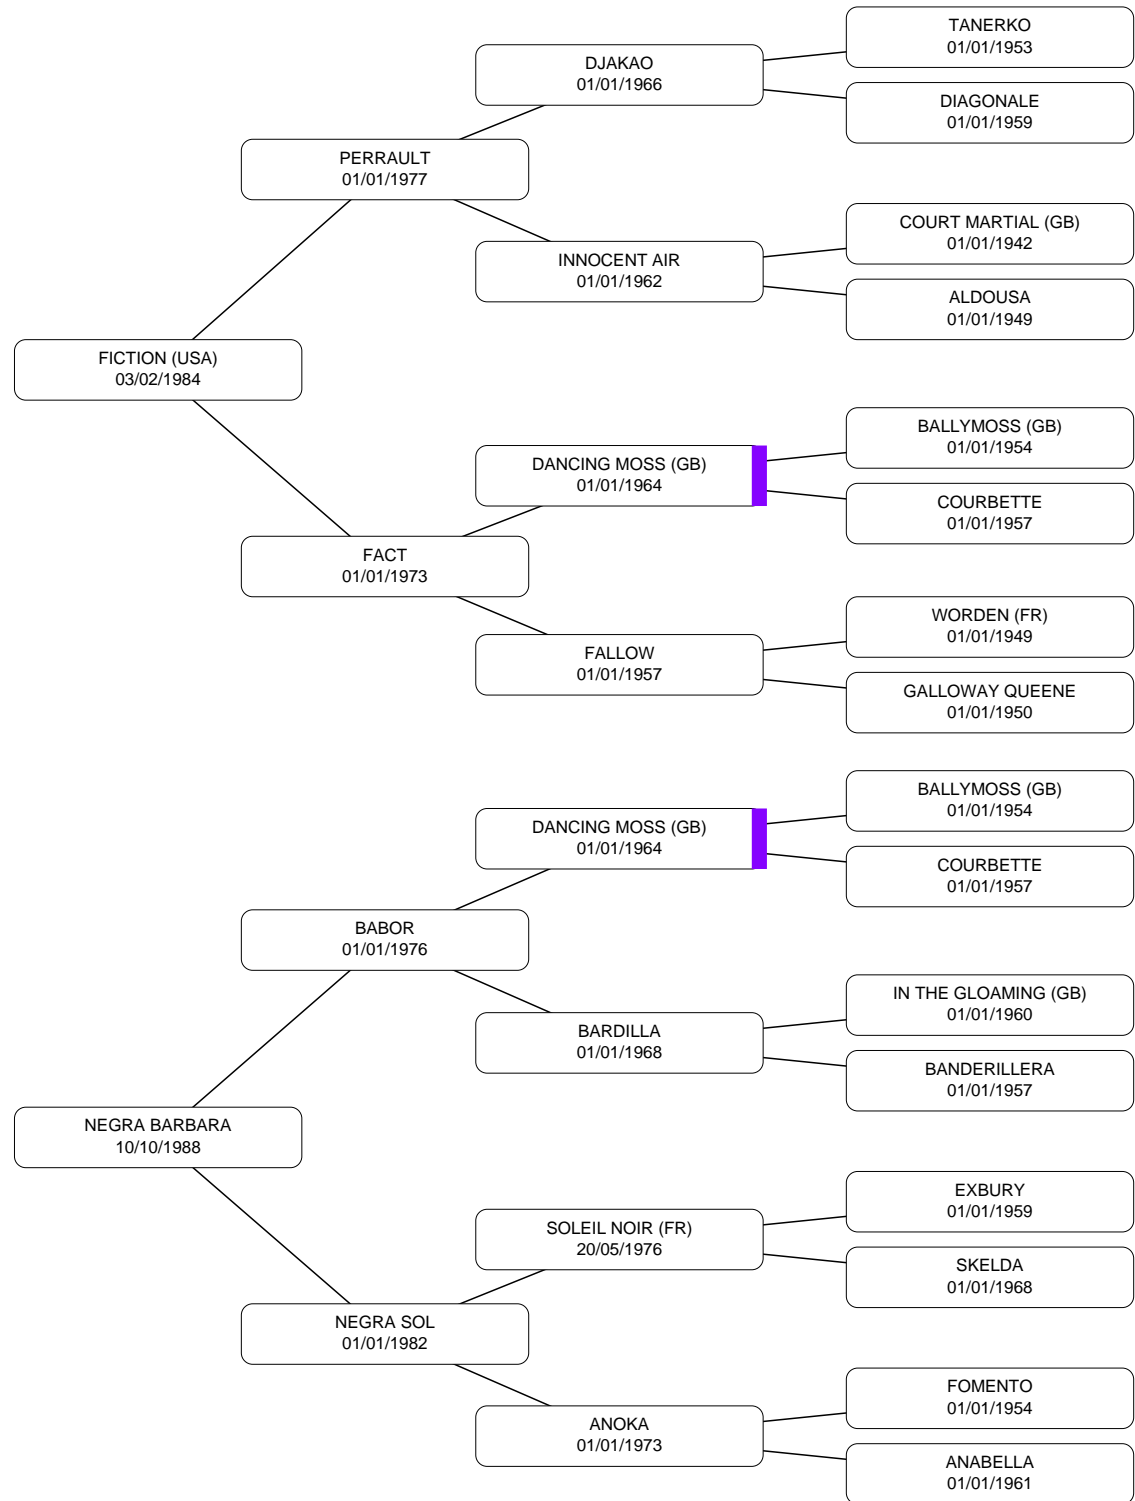 TANERKO
01/01/1953
DJAKAO
01/01/1966
DIAGONALE
01/01/1959
PERRAULT
01/01/1977
COURT MARTIAL (GB)
01/01/1942
INNOCENT AIR
01/01/1962
ALDOUSA
01/01/1949
FICTION (USA)
03/02/1984
BALLYMOSS (GB)
01/01/1954
DANCING MOSS (GB)
01/01/1964
COURBETTE
01/01/1957
FACT
01/01/1973
WORDEN (FR)
01/01/1949
FALLOW
01/01/1957
GALLOWAY QUEENE
01/01/1950
BALLYMOSS (GB)
01/01/1954
DANCING MOSS (GB)
01/01/1964
COURBETTE
01/01/1957
BABOR
01/01/1976
IN THE GLOAMING (GB)
01/01/1960
BARDILLA
01/01/1968
BANDERILLERA
01/01/1957
NEGRA BARBARA
10/10/1988
EXBURY
01/01/1959
SOLEIL NOIR (FR)
20/05/1976
SKELDA
01/01/1968
NEGRA SOL
01/01/1982
FOMENTO
01/01/1954
ANOKA
01/01/1973
ANABELLA
01/01/1961